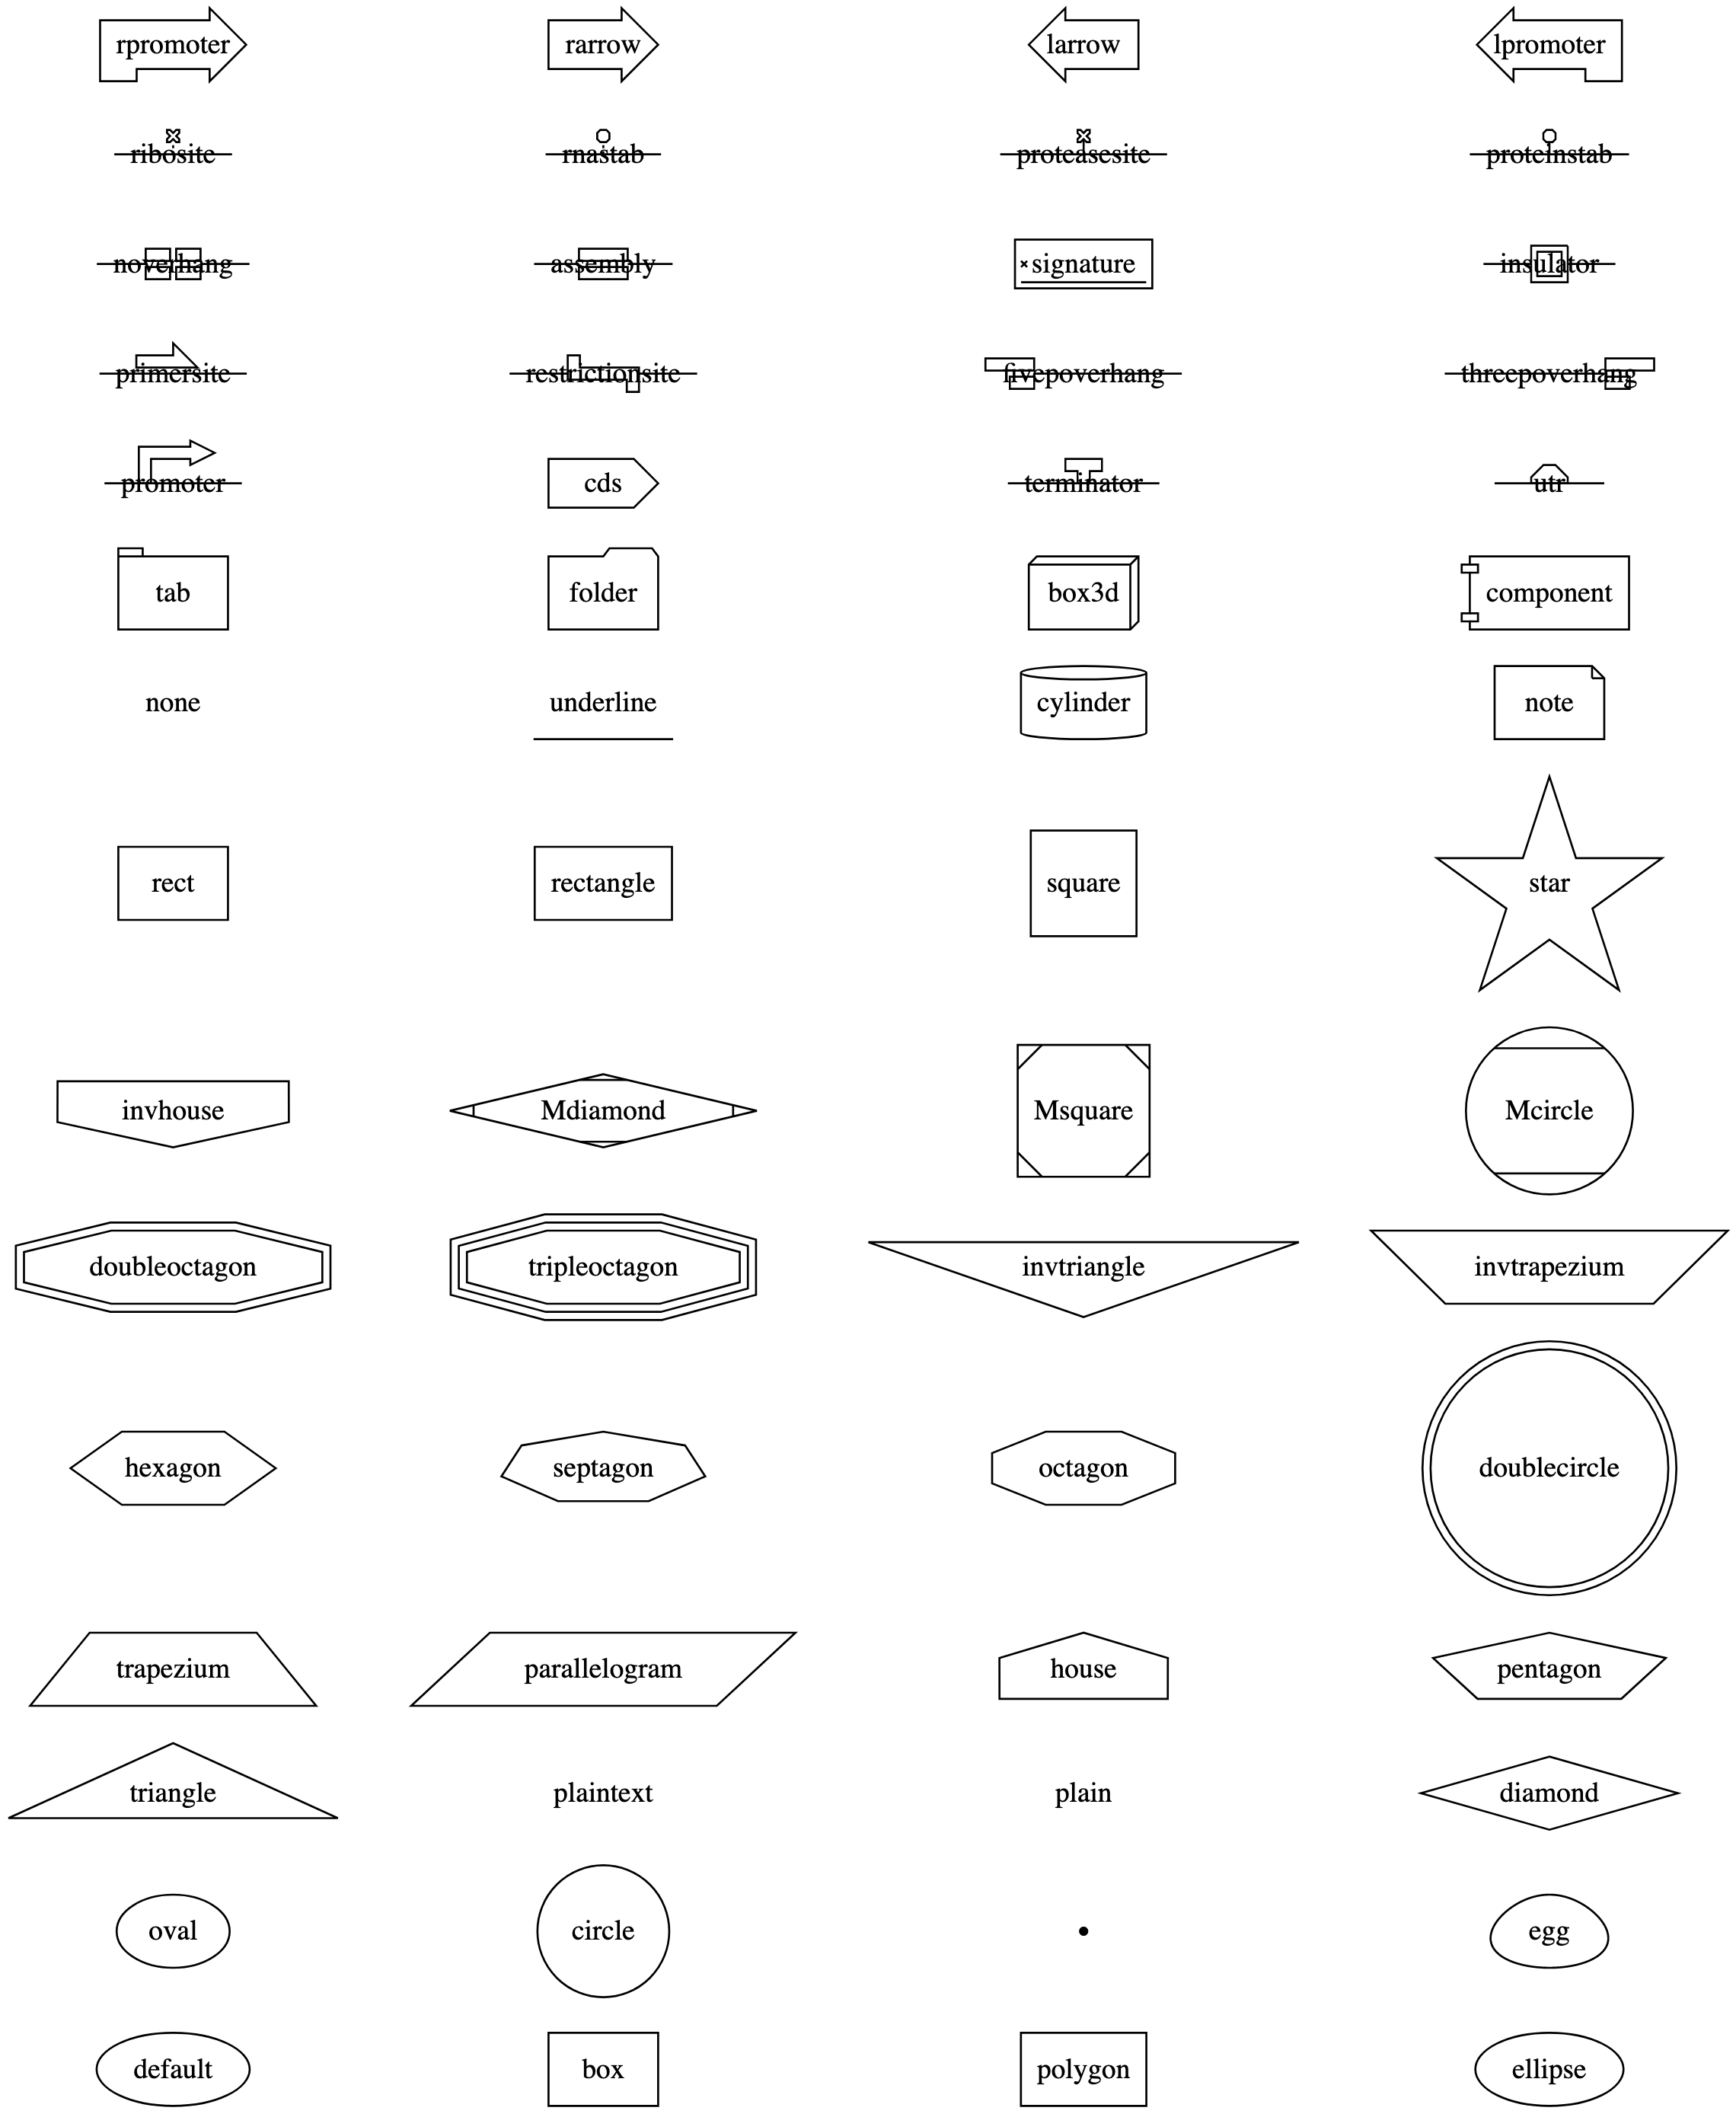 rpromoter rarrow larrow lpromoter
ribosite rnastab proteasesite proteinstab
noverhang assembly signature insulator
primersite restrictionsite fivepoverhang threepoverhang
promoter cds terminator utr
tab folder box3d component
none underline cylinder note
rect rectangle square star
invhouse Mdiamond Msquare Mcircle
doubleoctagon tripleoctagon invtriangle invtrapezium
hexagon septagon octagon doublecircle
trapezium parallelogram house pentagon
triangle plaintext plain diamond
oval circle egg
default box polygon ellipse